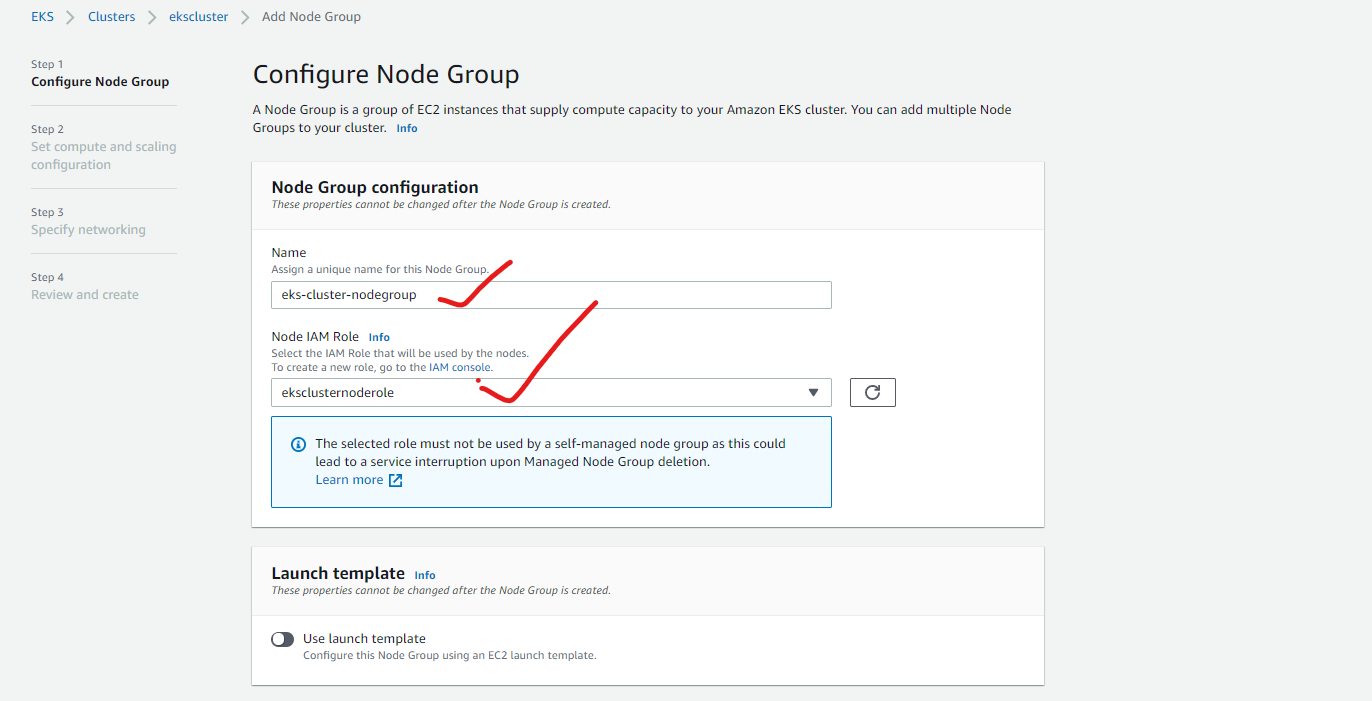 EKS Clusters ekscluster Add Node Group
Step 1
Configure Node Group
Step 2
Set compute and scaling
configuration
Step 3
Specify networking
Step 4
Review and create
Configure Node Group
A Node Group is a group of EC2 instances that supply compute capacity to your Amazon EKS cluster. You can add multiple Node
Groups to your cluster. Info
Node Group configuration
These properties cannot be changed after the Node Group is created.
Name
Assign a unique name for this Node Group.
eks-cluster-nodegroup
Node IAM Role Info
Select the IAM Role that will be used by the nodes.
To create a new role, go to the IAM console.
eksclusternoderole
The selected role must not be used by a self-managed node group as this could
lead to a service interruption upon Managed Node Group deletion.
Learn more
Launch template Info
These properties cannot be changed after the Node Group is created.
Use launch template
Configure this Node Group using an EC2 launch template.